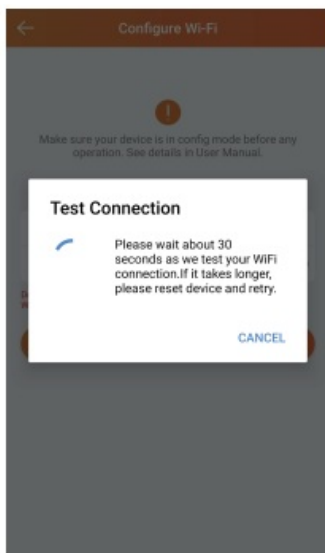 Configure Wi-Fi
Make sure your device is in config mode before any
operation. See details in User Manual.
Test Connection
Please wait about 30
seconds as we test your WiFi
connection.If it takes longer,
please reset device and retry.
CANCEL